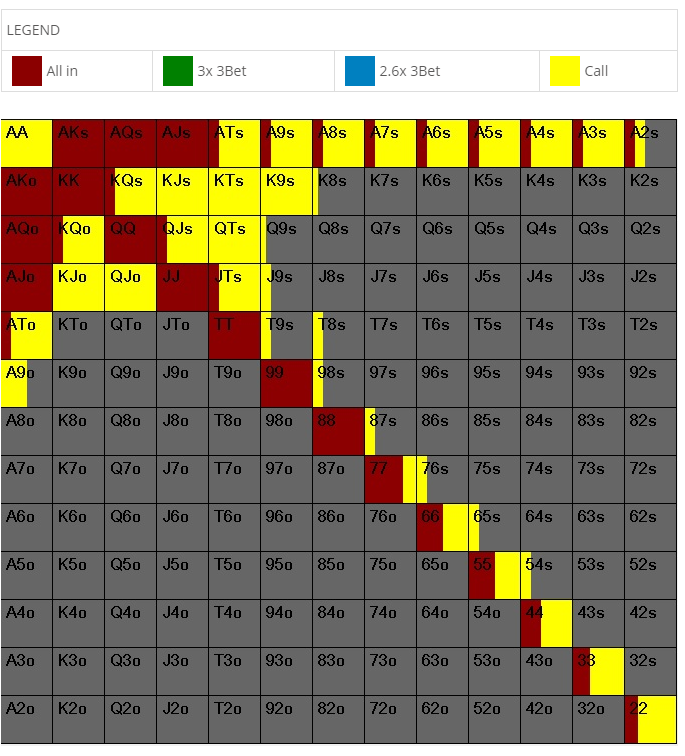 LEGEND
All in 3x 3Bet 2.6x 3Bet Call
AA AKs AQs AJs ATs A9s A8s A7s A6s A5s A4s A3s A2s
AKo KK KQs KJs KTs K9s K8s K7s K6s K5s K4s K3s K2s
AQo KQo QQ QJs QTs Q9s Q8s Q7s Q6s Q5s Q4s Q3s Q2s
AJo KJo QJo JJ JTs J9s J8s J7s J6s J5s J4s J3s J2s
ATo KTo QTo JTo TT T9s T8s T7s T6s T5s T4s T3s T2s
A9o K9o Q9o J9o T9o 99 98s 97s 96s 95s 94s 93s 92s
A8o K8o Q8o J8o T8o 98o 88 87s 86s 85s 84s 83s 82s
A7o K7o Q7o J7o T7o 97o 87o 77 76s 75s 74s 73s 72s
A6o K6o Q6o J6o T6o 96o 86o 76o 66 65s 64s 63s 62s
A5o K5o Q5o J5o T5o 95o 85o 75o 65o 55 54s 53s 52s
A4o K4o Q4o J4o T4o 94o 84o 74o 64o 54o 44 43s 42s
A3o K3o Q3o J3o T3o 93o 83o 73o 63o 53o 43o 33 32s
A2o K2o Q2o J2o T2o 92o 82o 72o 62o 52o 42o 32o 22